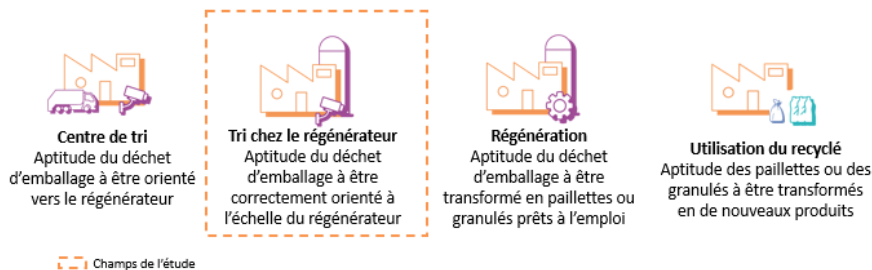 Centre de tri
Aptitude du déchet
d'emballage à être orienté
vers le régénérateur
Tri chez le régénérateur
Aptitude du déchet
d'emballage à être
correctement orienté à
l'échelle du régénérateur
Régénération
Aptitude du déchet
d'emballage à être
transformé en paillettes ou
granulés prêts à l'emploi
Utilisation du recyclé
Aptitude des paillettes ou des
granulés à être transformés
en de nouveaux produits
Champs de l'étude